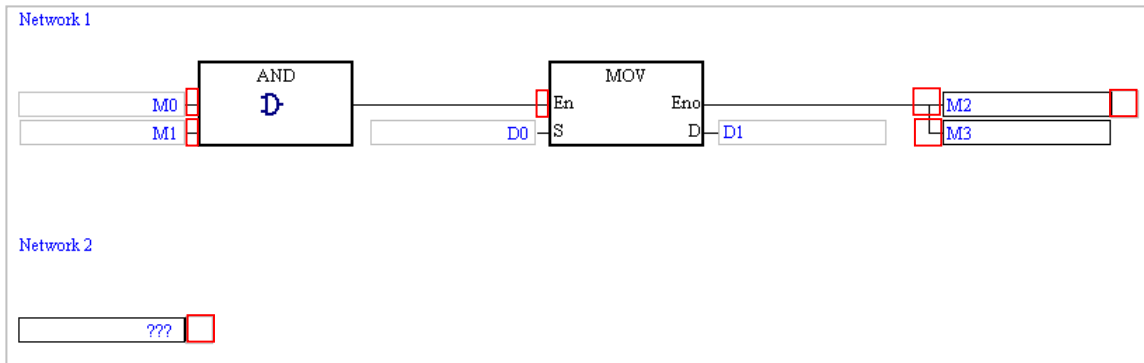 Network 1
AND MOV
M0 En Eno M2
M1 D0 S D D1 M3
Network 2
???